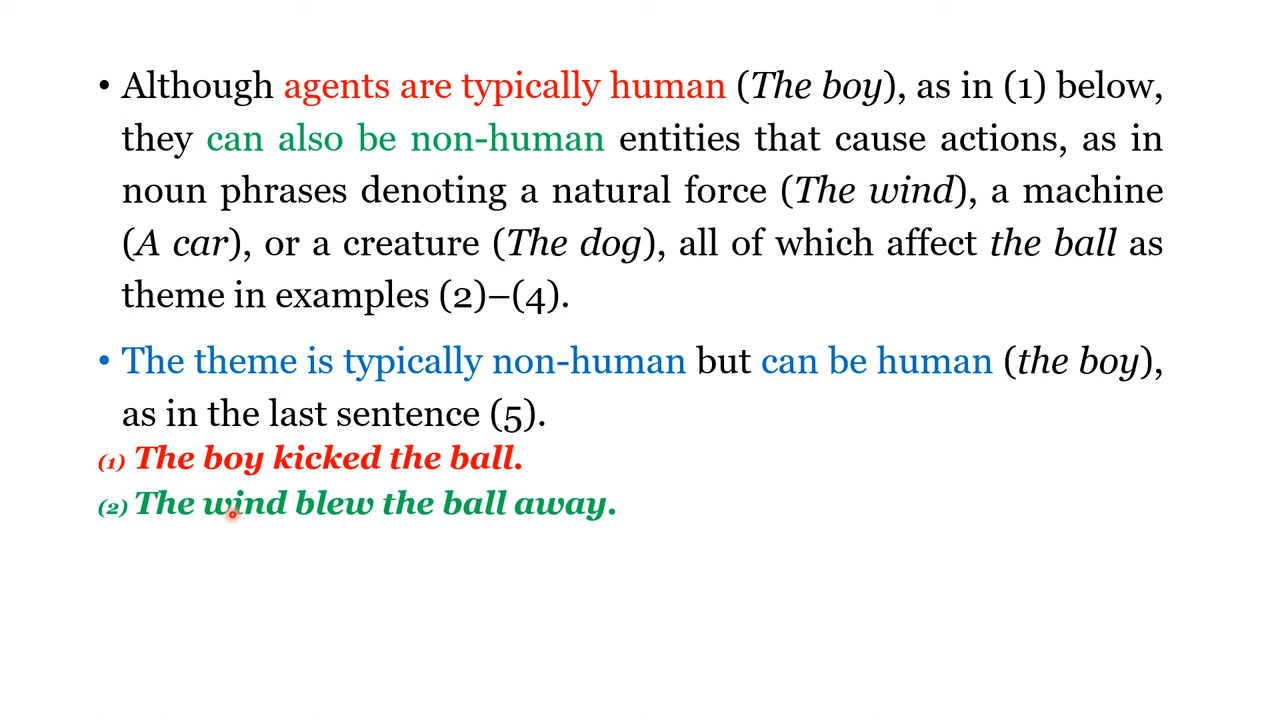 • Although agents are typically human (The boy), as in (1) below,
they can also be non-human entities that cause actions, as in
noun phrases denoting a natural force (The wind), a machine
(A car), or a creature (The dog), all of which affect the ball as
theme in examples (2)–(4).
• The theme is typically non-human but can be human (the boy),
as in the last sentence (5).
(1) The boy kicked the ball.
(2) The wind blew the ball away.